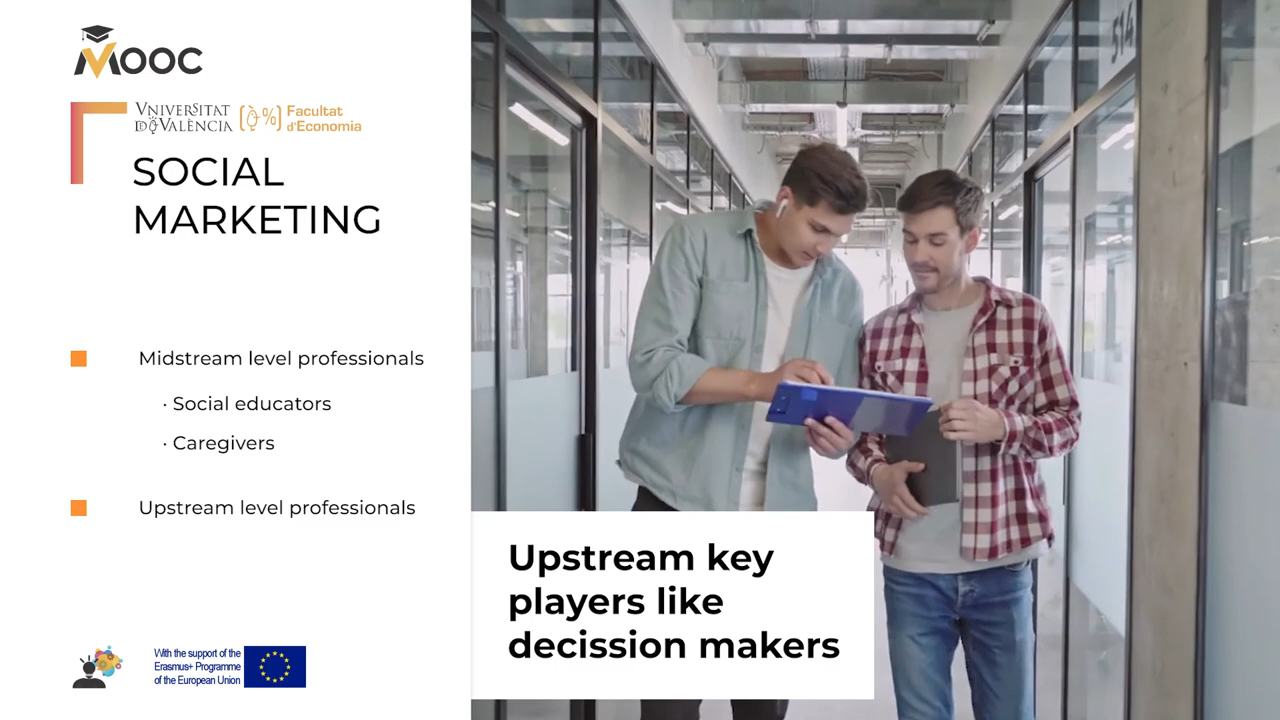 MOOC
VNIVERSITAT
DE VALÈNCIA
(%)
Facultat
d'Economia
SOCIAL
MARKETING
Midstream level professionals
· Social educators
· Caregivers
Upstream level professionals
With the support of the
Erasmus+ Programme
of the European Union
514
Upstream key
players like
decission makers